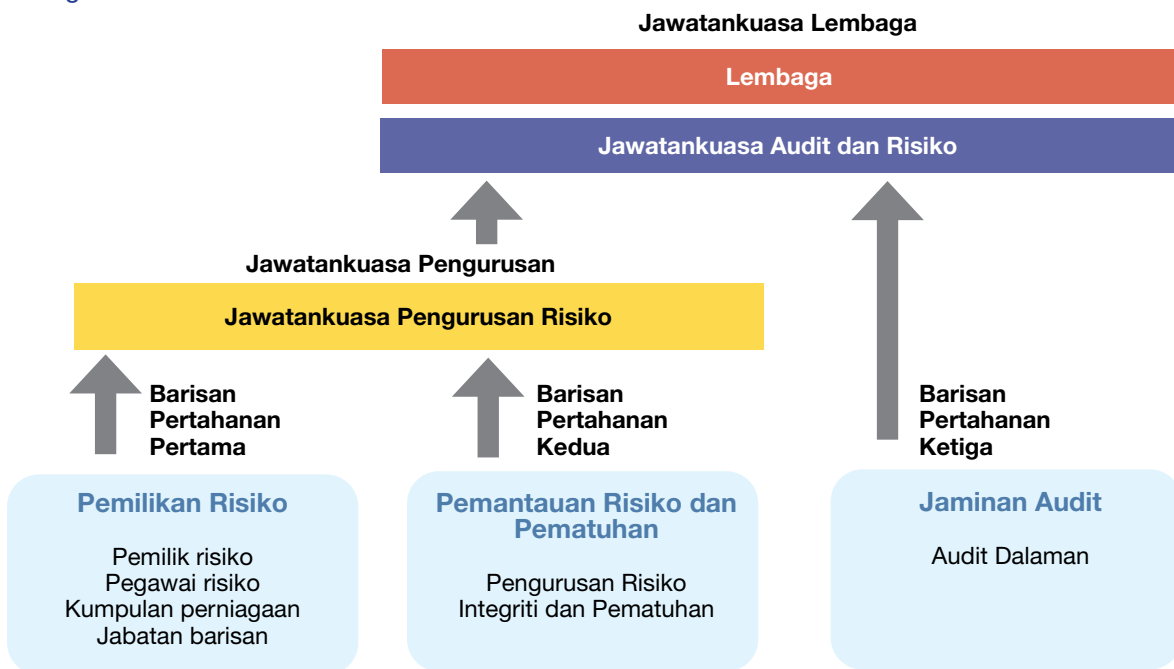 Jawatankuasa Lembaga
Lembaga
Jawatankuasa Audit dan Risiko
Jawatankuasa Pengurusan
Jawatankuasa Pengurusan Risiko
Barisan
Pertahanan
Pertama
Barisan
Pertahanan
Kedua
Barisan
Pertahanan
Ketiga
Pemilikan Risiko
Pemilik risiko
Pegawai risiko
Kumpulan perniagaan
Jabatan barisan
Pemantauan Risiko dan
Pematuhan
Pengurusan Risiko
Integriti dan Pematuhan
Jaminan Audit
Audit Dalaman